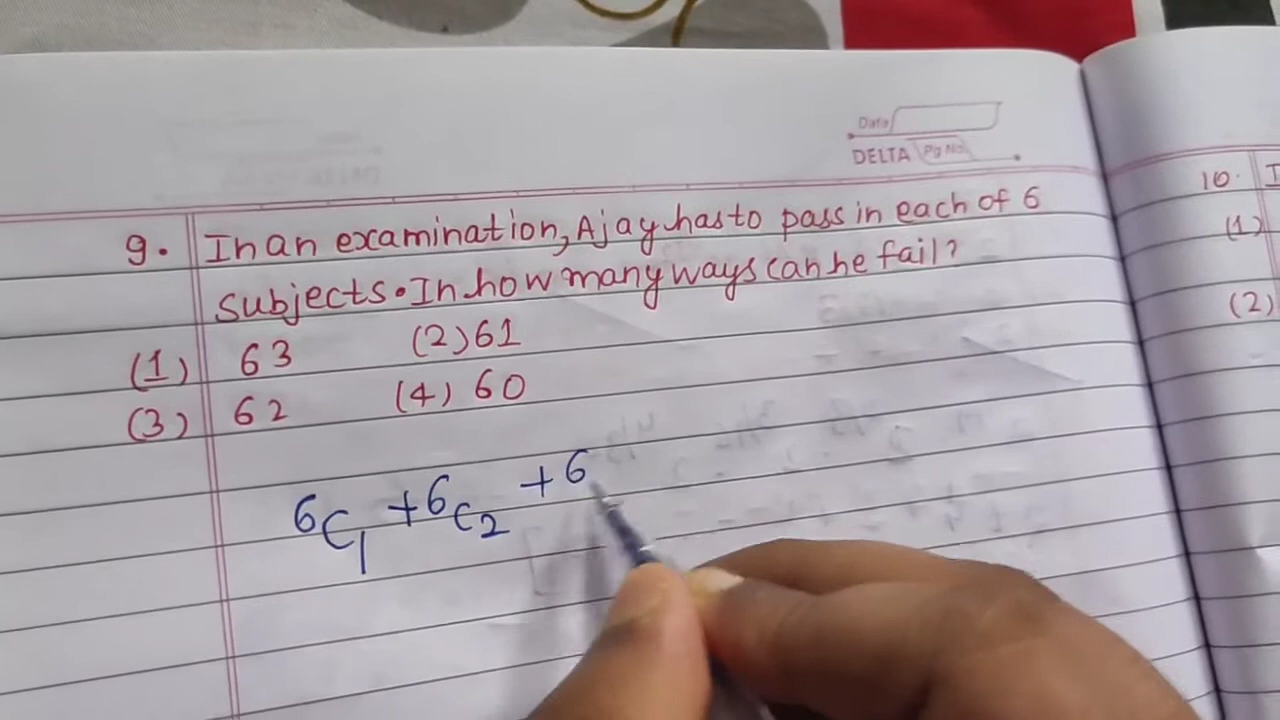 Date
DELTA Pg No
9. In an examination, Ajay has to pass in each of 6
subjects. In how many ways can he fail?
(1) 63 (2) 61
(3) 62 (4) 60
6C1 + 6C2 + 6
10. I
(1)
(2)